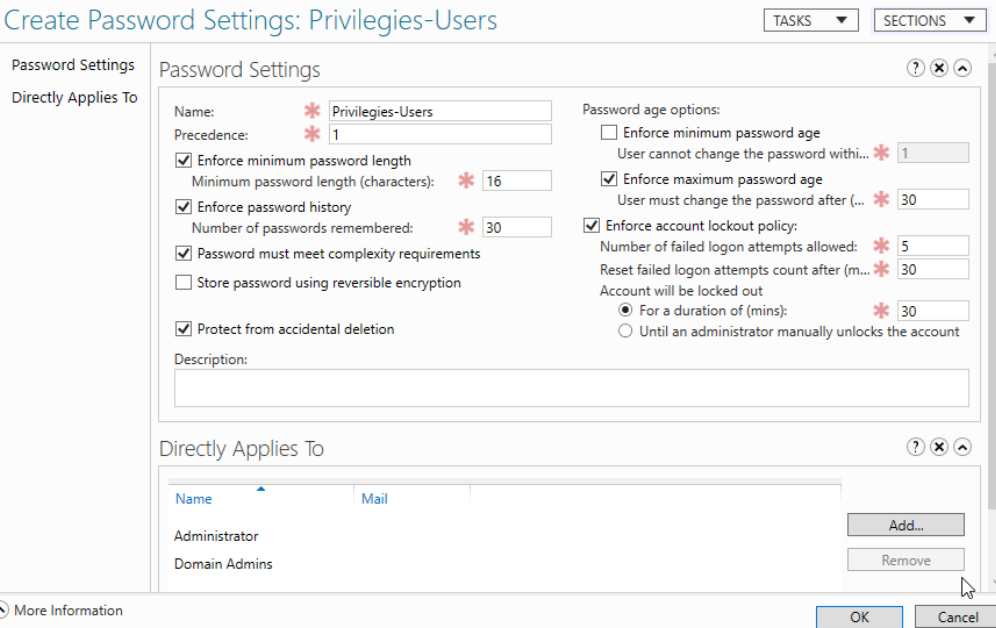 Create Password Settings: Privilegies-Users
TASKS
SECTIONS
Password Settings
Directly Applies To
Password Settings
Name: * Privilegies-Users
Precedence: * 1
Enforce minimum password length
Minimum password length (characters): * 16
Enforce password history
Number of passwords remembered: * 30
Password must meet complexity requirements
Store password using reversible encryption
Protect from accidental deletion
Password age options:
Enforce minimum password age
User cannot change the password withi... * 1
Enforce maximum password age
User must change the password after (... * 30
Enforce account lockout policy:
Number of failed logon attempts allowed: * 5
Reset failed logon attempts count after (m... * 30
Account will be locked out
For a duration of (mins): * 30
Until an administrator manually unlocks the account
Description:
Directly Applies To
Name Mail
Administrator
Domain Admins
Add...
Remove
More Information
OK
Cancel